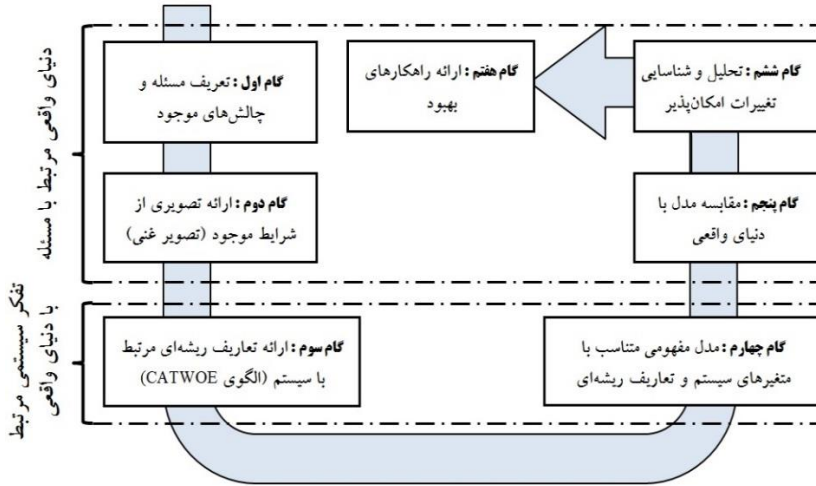 دنیای واقعی مرتبط با مسئله
گام اول: تعریف مسئله و
چالش‌های موجود
گام دوم: ارائه تصویری از
شرایط موجود (تصویر غنی)
تفکر سیستمی مرتبط
با دنیای واقعی
گام سوم: ارائه تعاریف ریشه‌ای مرتبط
با سیستم (الگوی CATWOE)
گام چهارم: مدل مفهومی متناسب با
متغیرهای سیستم و تعاریف ریشه‌ای
گام پنجم: مقایسه مدل با
دنیای واقعی
گام ششم: تحلیل و شناسایی
تغییرات امکان‌پذیر
گام هفتم: ارائه راهکارهای
بهبود